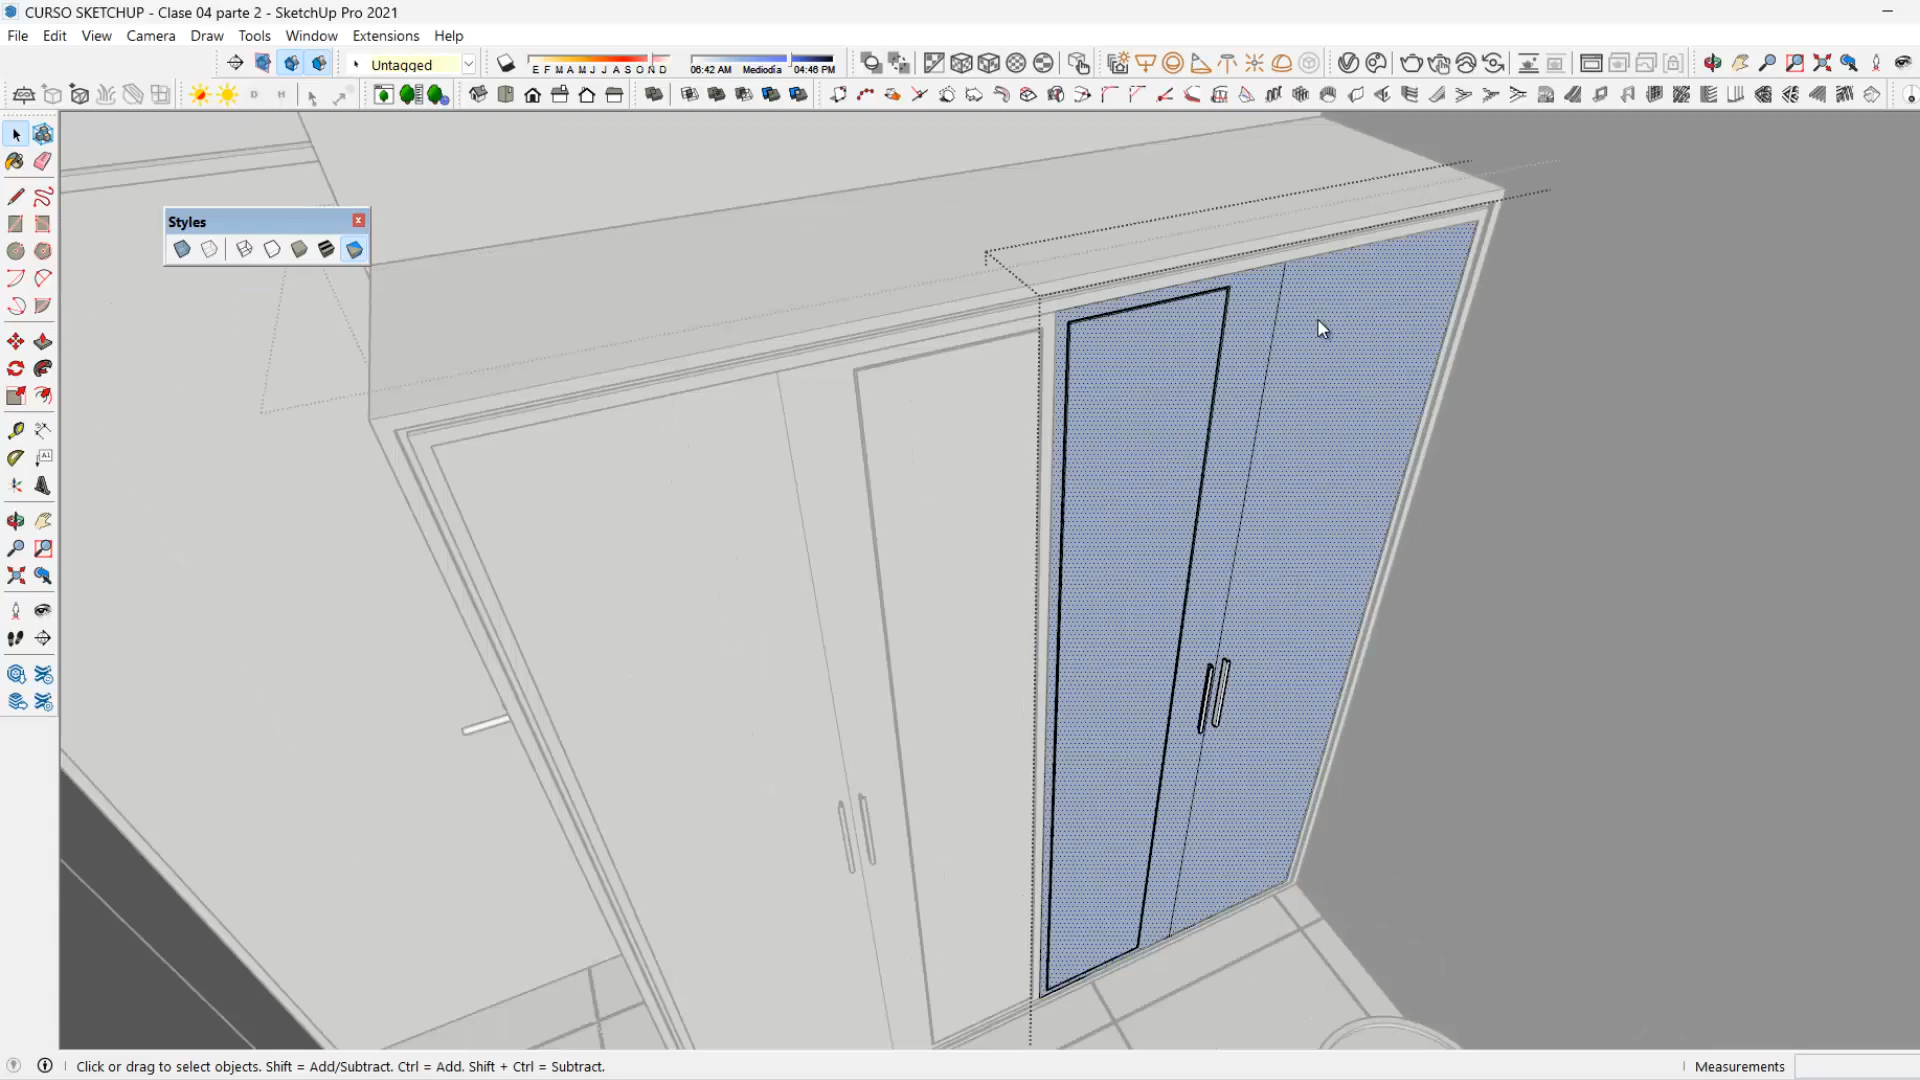 CURSO SKETCHUP - Clase 04 parte 2 - SketchUp Pro 2021
File Edit View Camera Draw Tools Window Extensions Help
Untagged
E F M A M J J A S O N D
06:42 AM Mediodía 04:46 PM
D H
Styles
A1
Click or drag to select objects. Shift = Add/Subtract. Ctrl = Add. Shift + Ctrl = Subtract.
Measurements